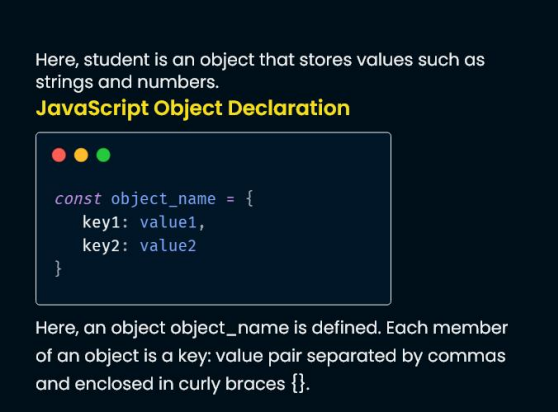 Here, student is an object that stores values such as
strings and numbers.
JavaScript Object Declaration
const object_name = {
key1: value1,
key2: value2
}
Here, an object object_name is defined. Each member
of an object is a key: value pair separated by commas
and enclosed in curly braces {}.